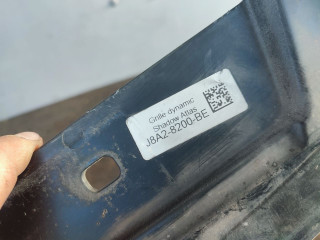 Grille dynamic
Shadow Atlas
J8A2-8200-BE